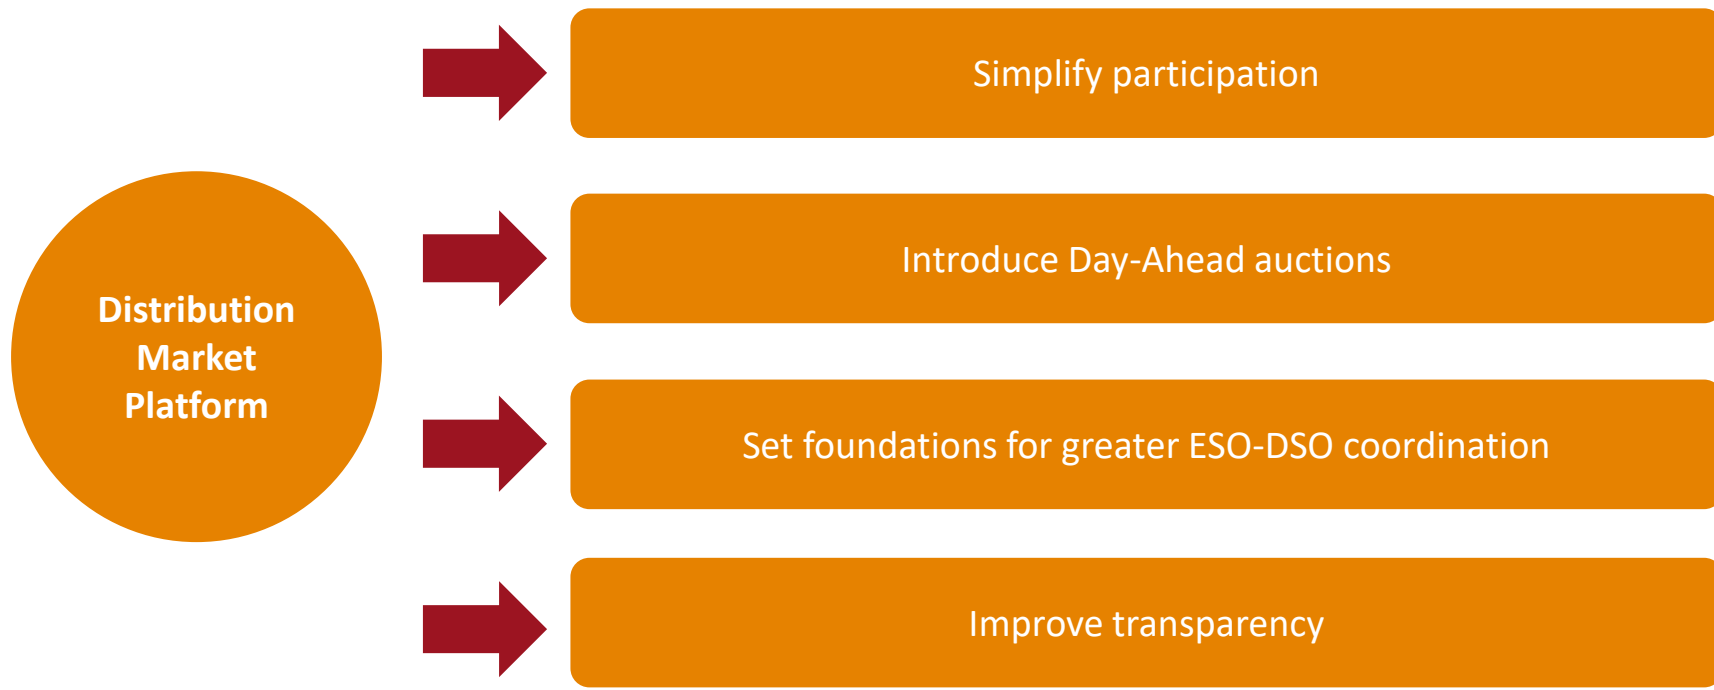 Simplify participation
Introduce Day-Ahead auctions
Distribution
Market
Platform
Set foundations for greater ESO-DSO coordination
Improve transparency